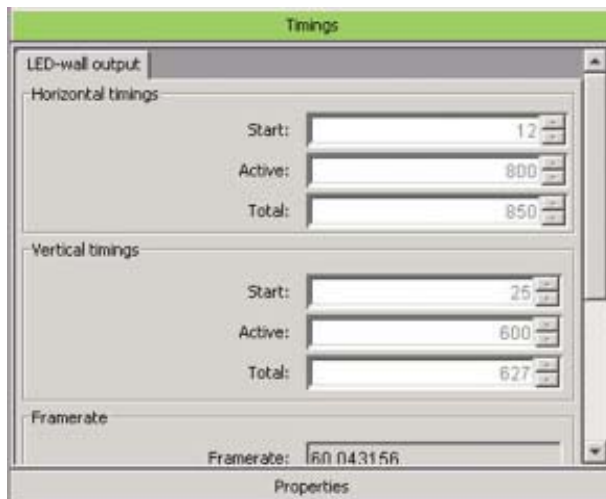 Timings
LED-wall output
Horizontal timings
Start: 12
Active: 800
Total: 850
Vertical timings
Start: 25
Active: 600
Total: 627
Framerate
Framerate: 60.043156
Properties